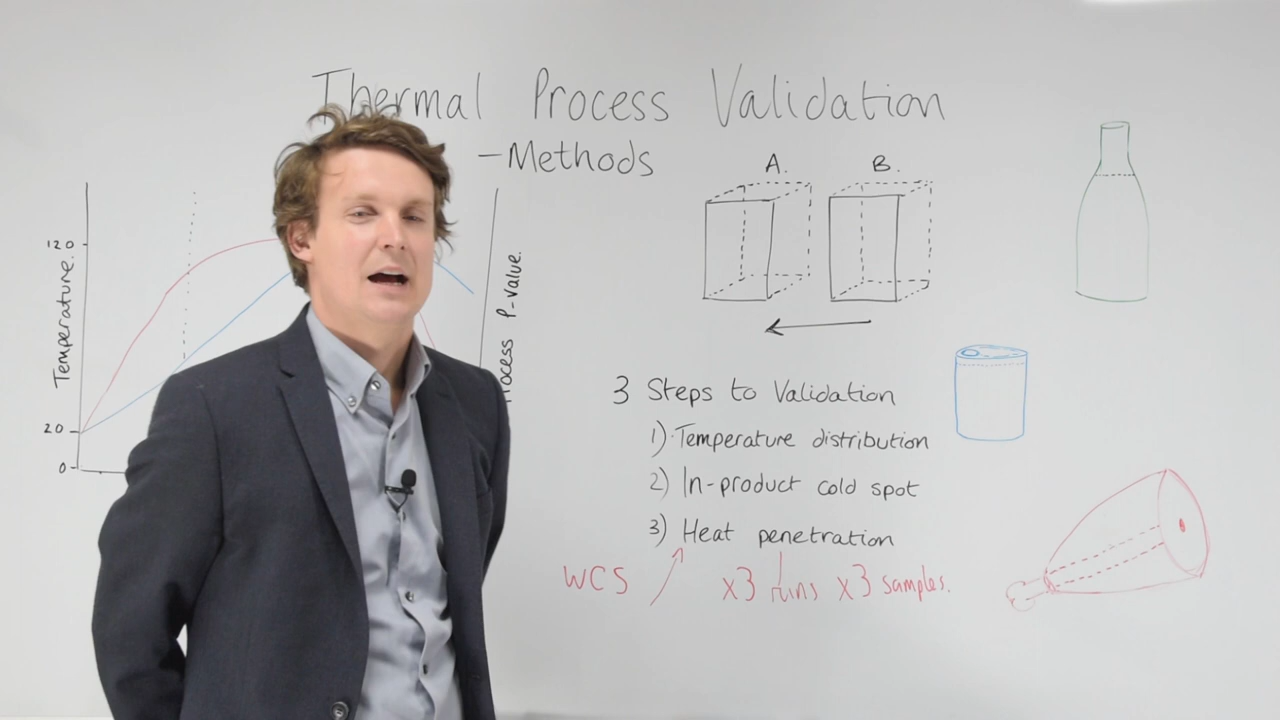 Thermal Process Validation
-Methods
A. B.
120
Temperature.
20
0
P-value.
3 Steps to Validation
1) Temperature distribution
2) In-product cold spot
3) Heat penetration
WCS x3 runs x3 samples.